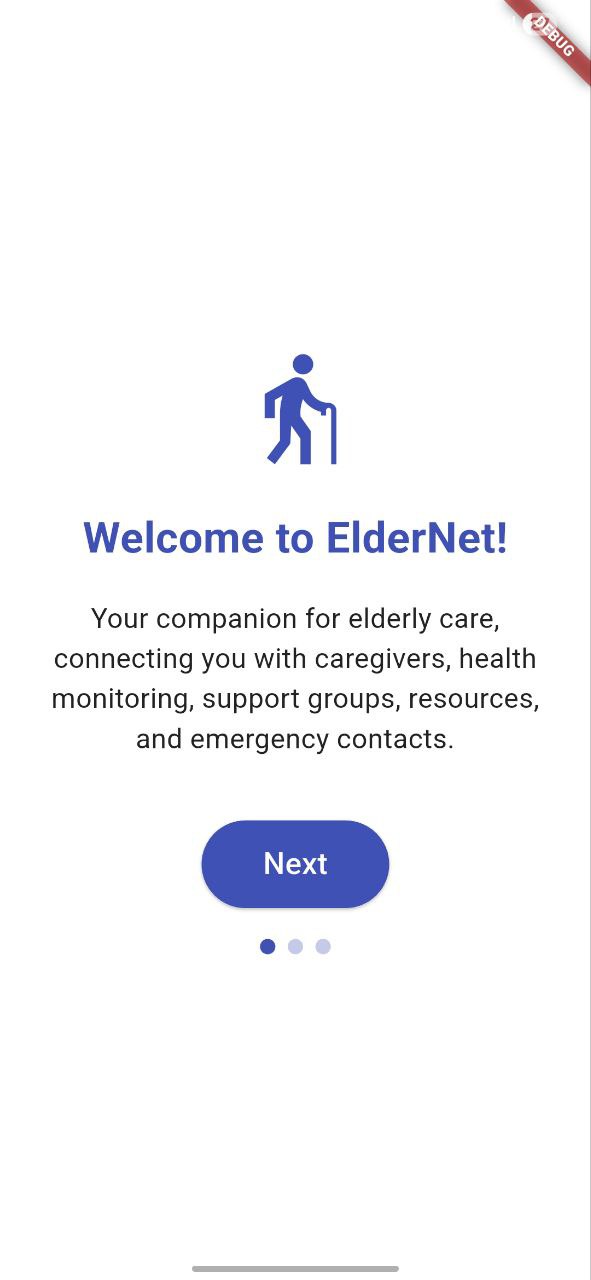 DEBUG
Welcome to ElderNet!
Your companion for elderly care,
connecting you with caregivers, health
monitoring, support groups, resources,
and emergency contacts.
Next